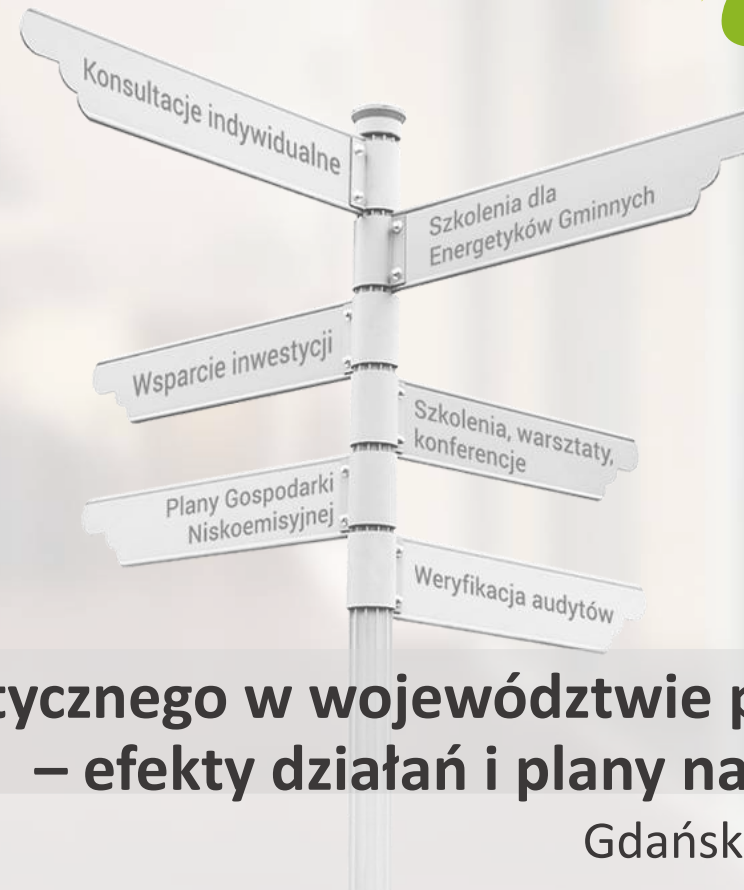 Konsultacje indywidualne
Szkolenia dla
Energetyków Gminnych
Wsparcie inwestycji
Szkolenia, warsztaty,
konferencje
Plany Gospodarki
Niskoemisyjnej
Weryfikacja audytów
tycznego w województwie p
– efekty działań i plany na
Gdańsk